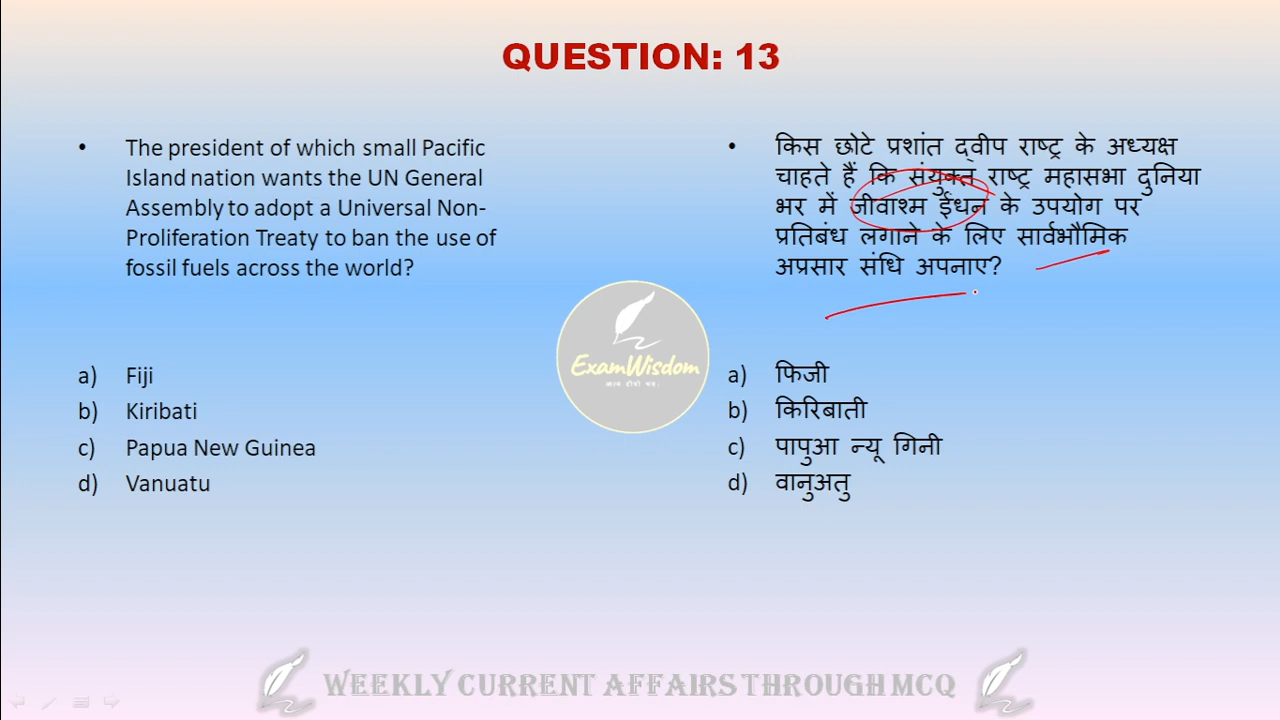 QUESTION: 13
• The president of which small Pacific
Island nation wants the UN General
Assembly to adopt a Universal Non-
Proliferation Treaty to ban the use of
fossil fuels across the world?
a) Fiji
b) Kiribati
c) Papua New Guinea
d) Vanuatu
• किस छोटे प्रशांत द्वीप राष्ट्र के अध्यक्ष
चाहते हैं कि संयुक्त राष्ट्र महासभा दुनिया
भर में जीवाश्म ईंधन के उपयोग पर
प्रतिबंध लगाने के लिए सार्वभौमिक
अप्रसार संधि अपनाए?
a) फिजी
b) किरिबाती
c) पापुआ न्यू गिनी
d) वानुअतु
ExamWisdom
WEEKLY CURRENT AFFAIRS THROUGH MCQ